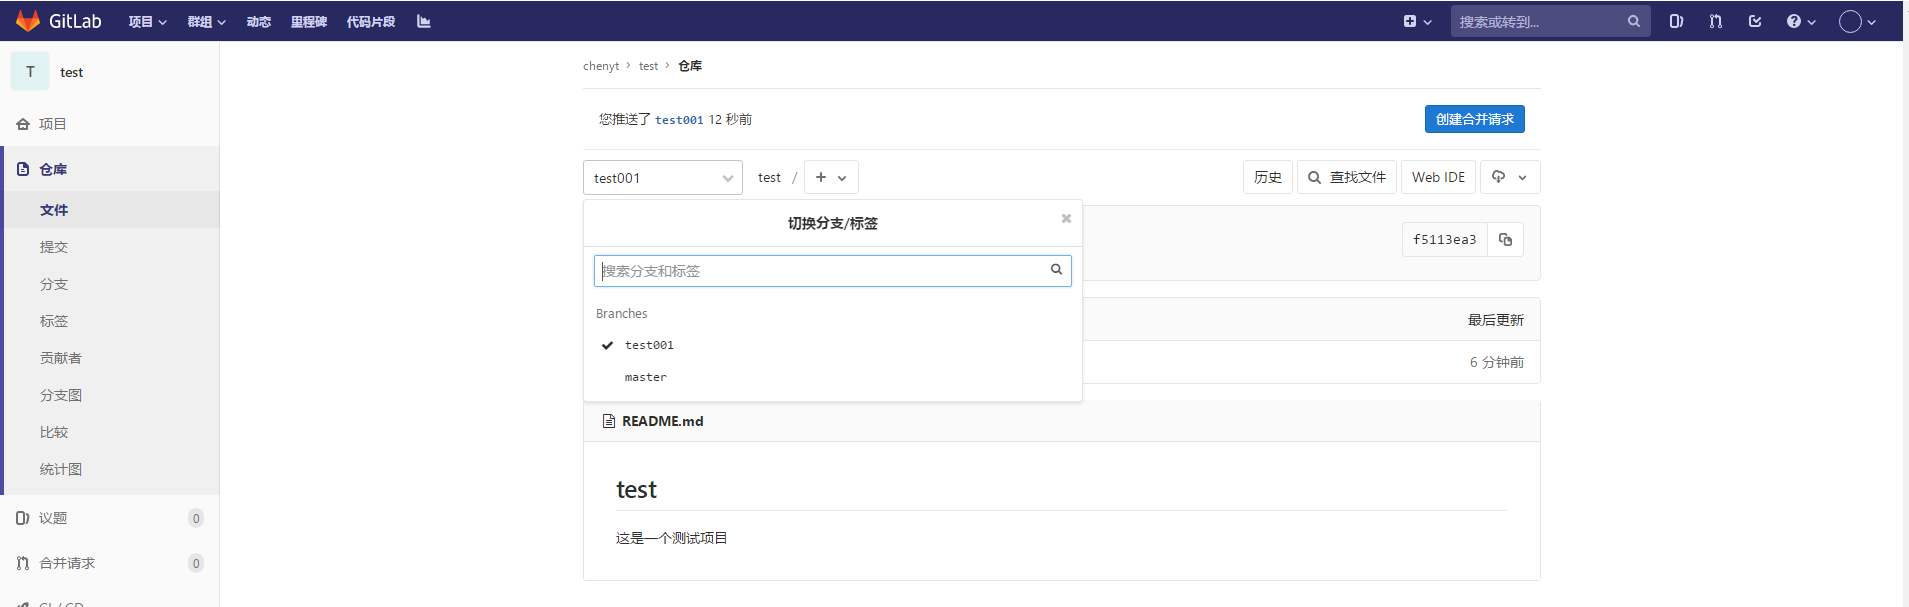 GitLab 项目 群组 动态 里程碑 代码片段 搜索或转到...
T test
项目
仓库
文件
提交
分支
标签
贡献者
分支图
比较
统计图
议题 0
合并请求 0
CI / CD
chenyt > test > 仓库
您推送了 test001 12 秒前 创建合并请求
test001 test / + 历史 查找文件 Web IDE
切换分支/标签
搜索分支和标签
Branches
test001
master
f5113ea3
最后更新
6 分钟前
README.md
test
这是一个测试项目